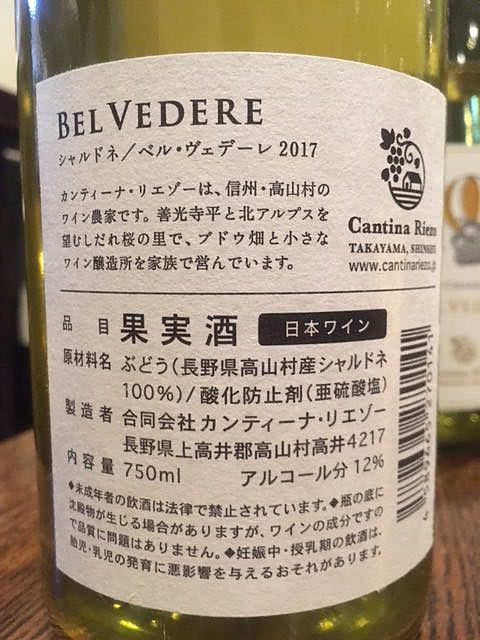 BEL VEDERE
シャルドネ/ベル・ヴェデーレ 2017
カンティーナ・リエゾーは、信州・高山村の
ワイン農家です。善光寺平と北アルプスを
望むしだれ桜の里で、ブドウ畑と小さな
ワイン醸造所を家族で営んでいます。
Cantina Riezo
TAKAYAMA, SHINSHU
www.cantinariezo.jp
品目 果実酒 日本ワイン
原材料名 ぶどう(長野県高山村産シャルドネ
100%)/酸化防止剤(亜硫酸塩)
製造者 合同会社カンティーナ・リエゾー
長野県上高井郡高山村高井4217
内容量 750ml アルコール分 12%
◆未成年者の飲酒は法律で禁止されています。◆瓶の底に
沈殿物が生じる場合がありますが、ワインの成分ですの
で品質に問題はありません。◆妊娠中・授乳期の飲酒は、
胎児・乳児の発育に悪影響を与えるおそれがあります。